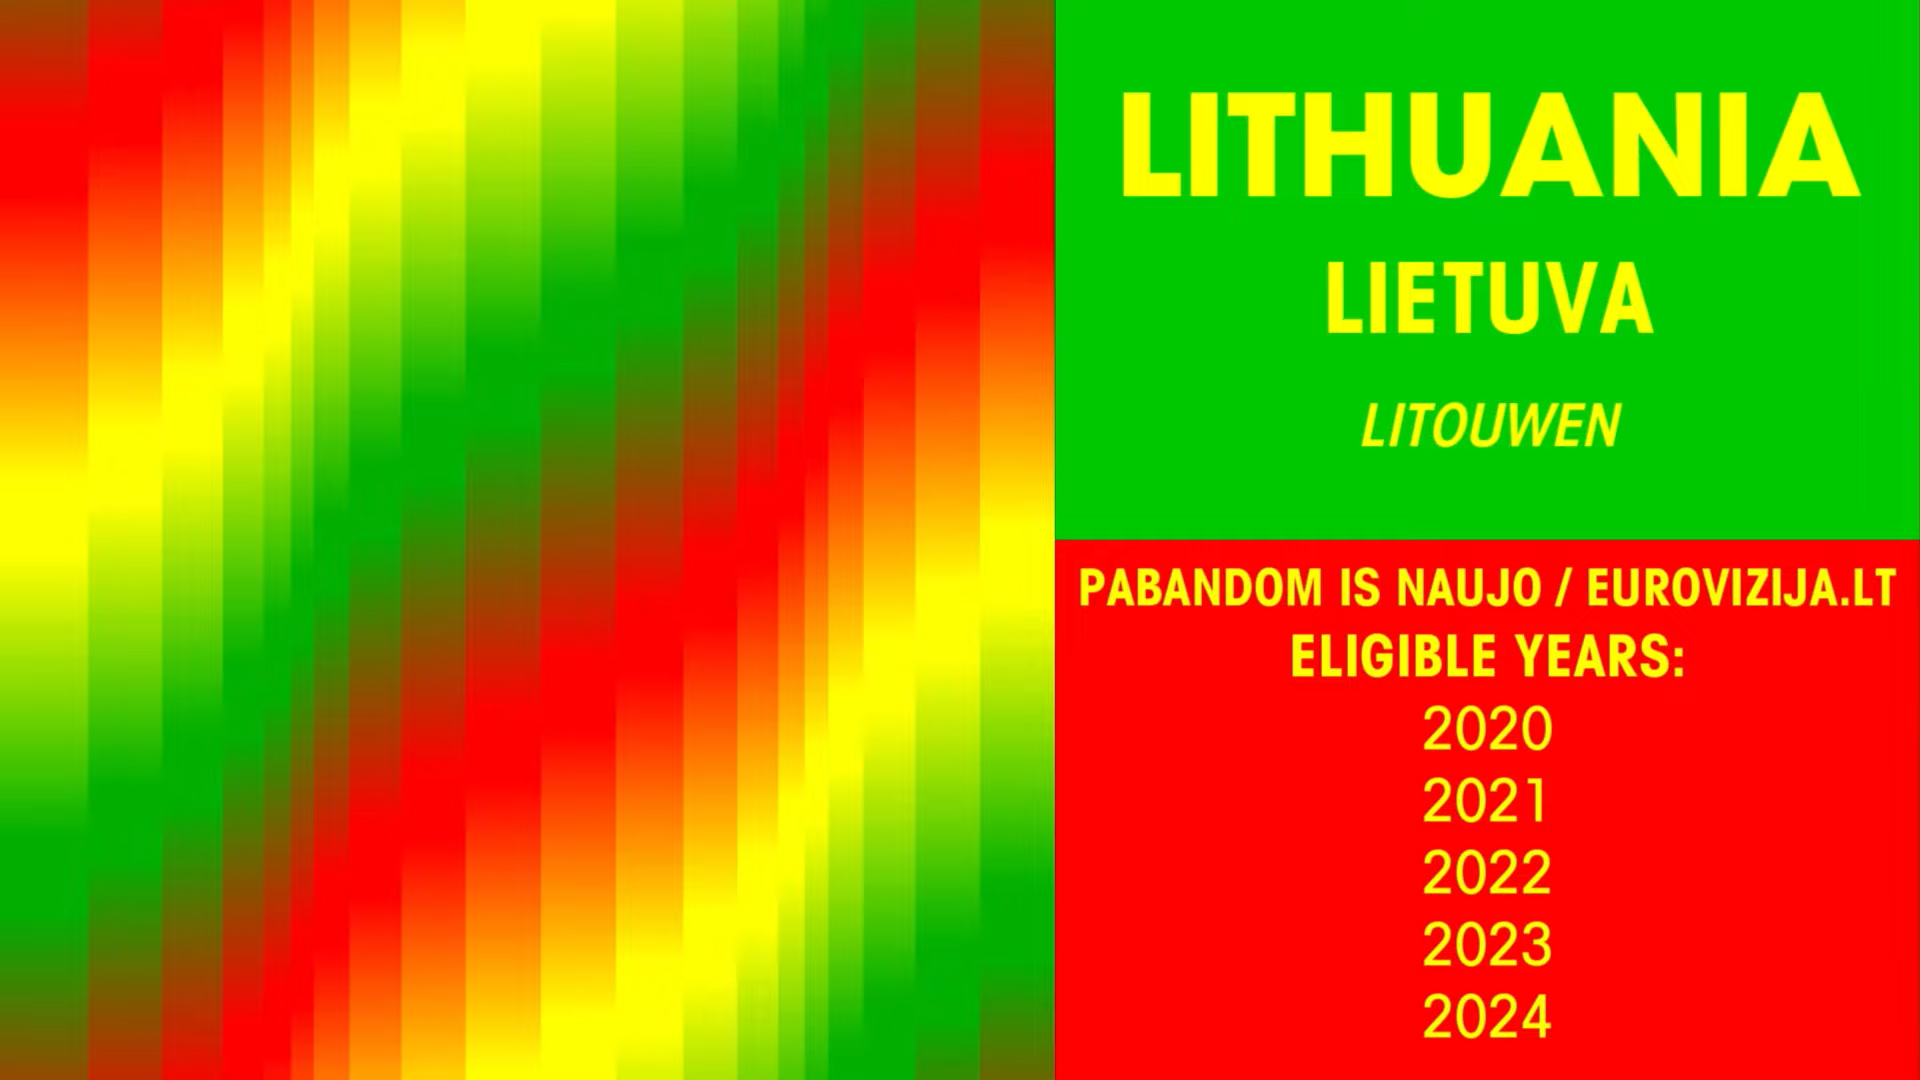 LITHUANIA
LIETUVA
LITOUWEN
PABANDOM IS NAUJO / EUROVIZIJA.LT
ELIGIBLE YEARS:
2020
2021
2022
2023
2024